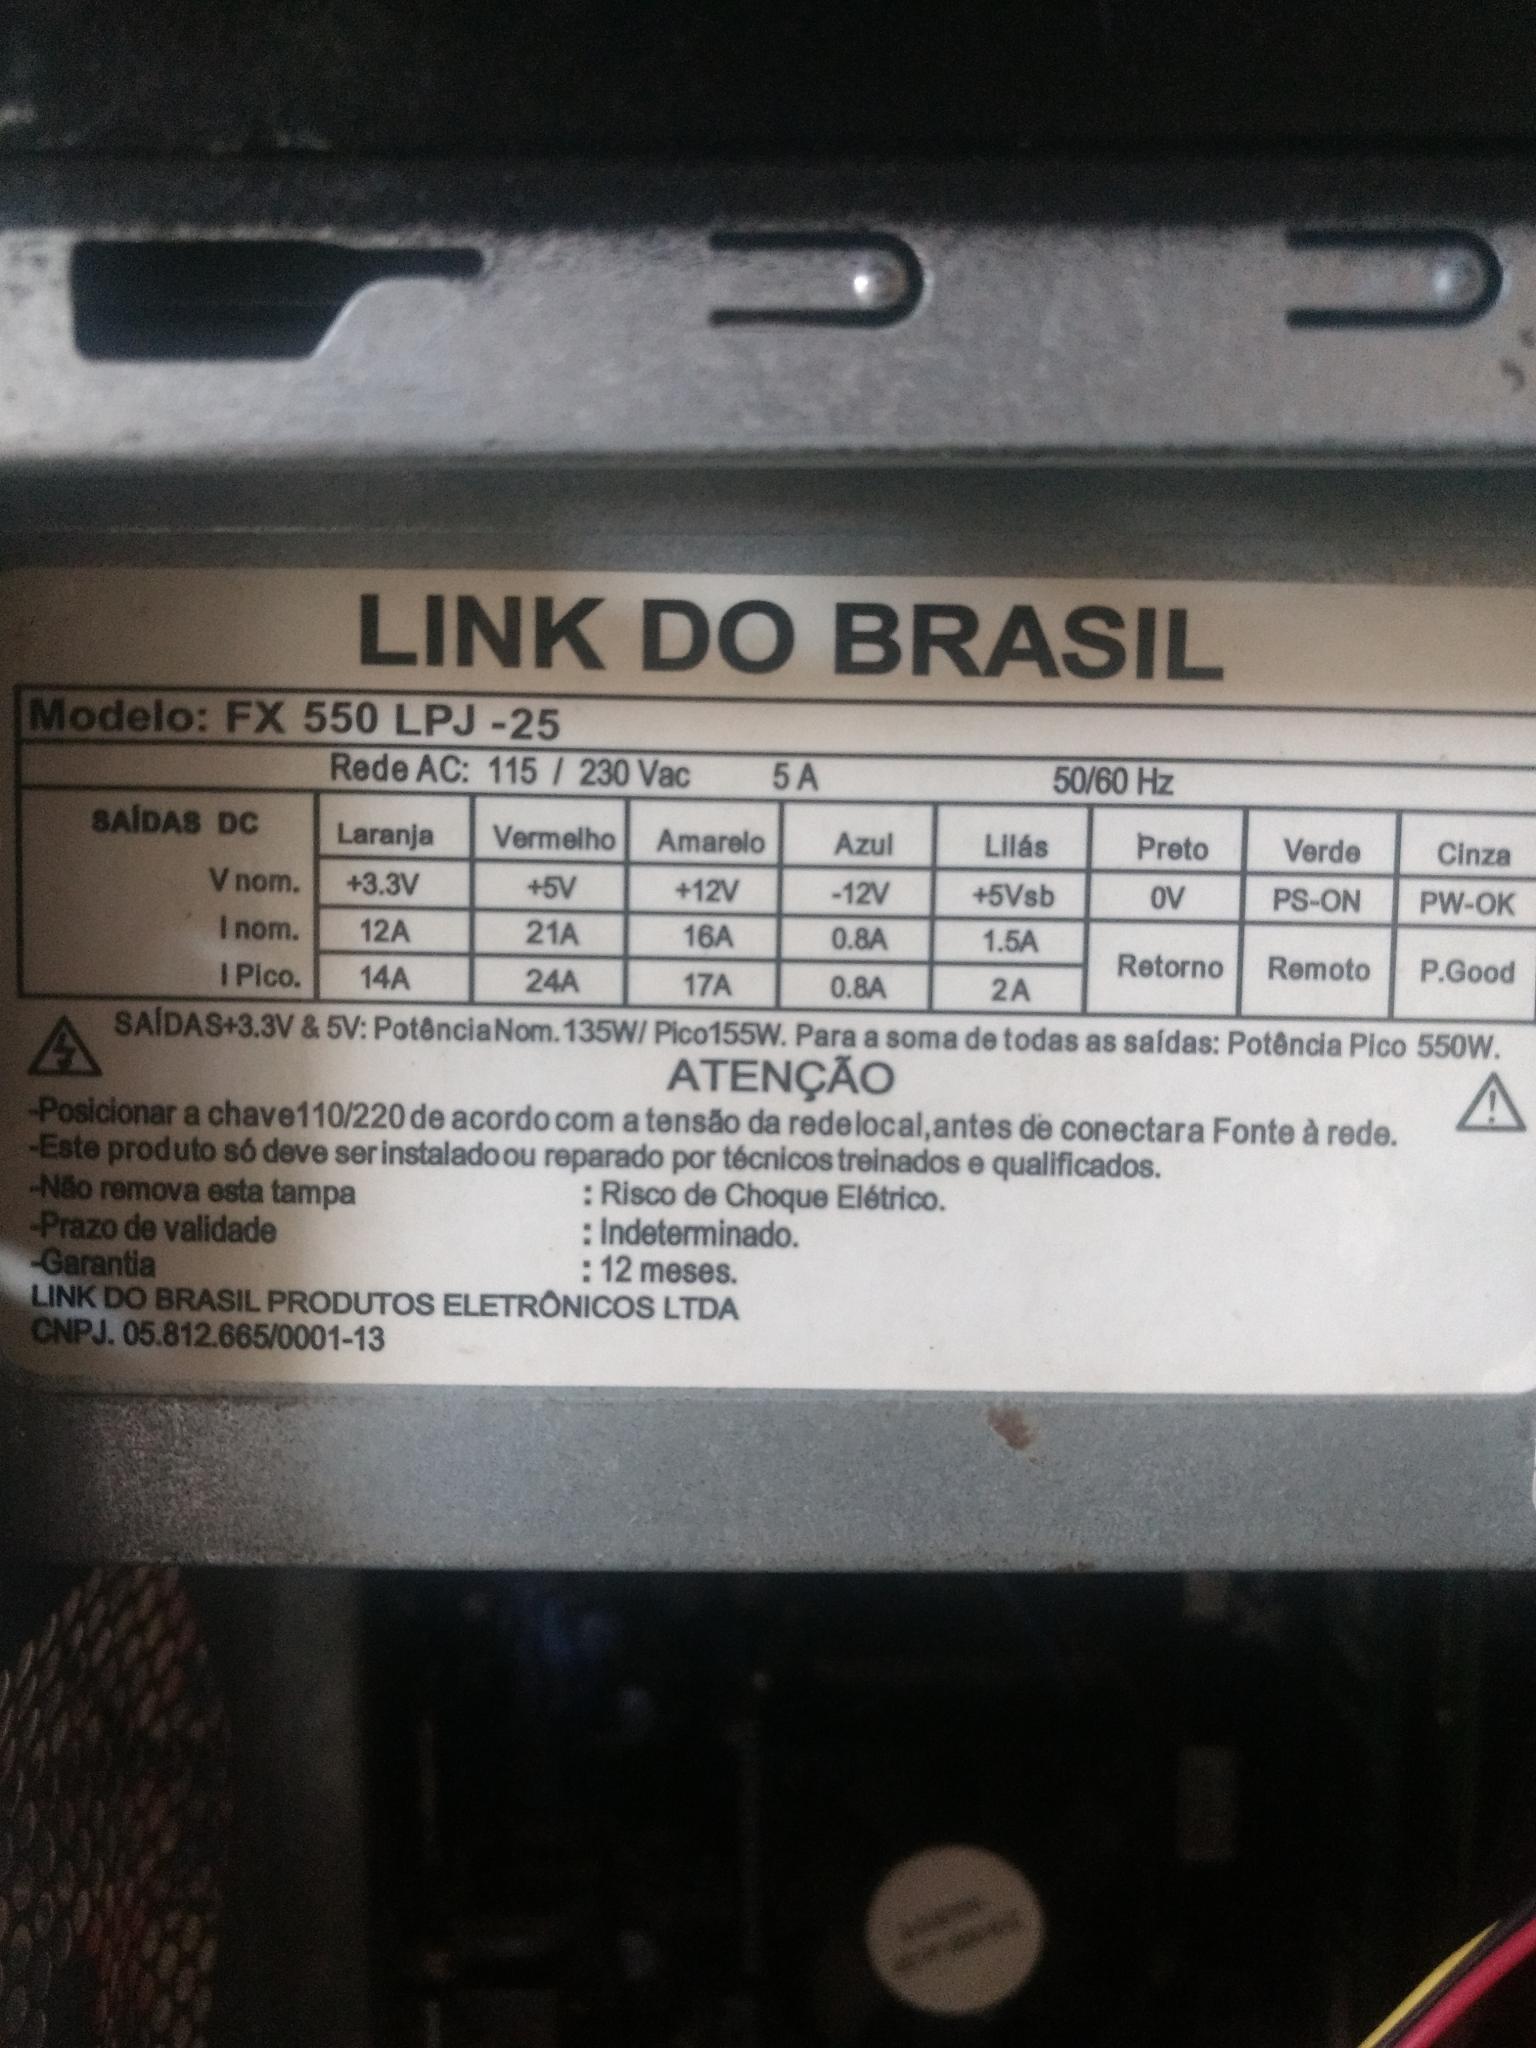 LINK DO BRASIL
Modelo: FX 550 LPJ -25
Rede AC: 115 / 230 Vac 5 A 50/60 Hz
SAÍDAS DC Laranja Vermelho Amarelo Azul Lilás Preto Verde Cinza
V nom. +3.3V +5V +12V -12V +5Vsb 0V PS-ON PW-OK
I nom. 12A 21A 16A 0.8A 1.5A Retorno Remoto P.Good
I Pico. 14A 24A 17A 0.8A 2A
SAÍDAS+3.3V & 5V: Potência Nom. 135W/ Pico155W. Para a soma de todas as saídas: Potência Pico 550W.
ATENÇÃO
-Posicionar a chave110/220 de acordo com a tensão da rede local,antes de conectar a Fonte à rede.
-Este produto só deve ser instalado ou reparado por técnicos treinados e qualificados.
-Não remova esta tampa : Risco de Choque Elétrico.
-Prazo de validade : Indeterminado.
-Garantia : 12 meses.
LINK DO BRASIL PRODUTOS ELETRÔNICOS LTDA
CNPJ. 05.812.665/0001-13